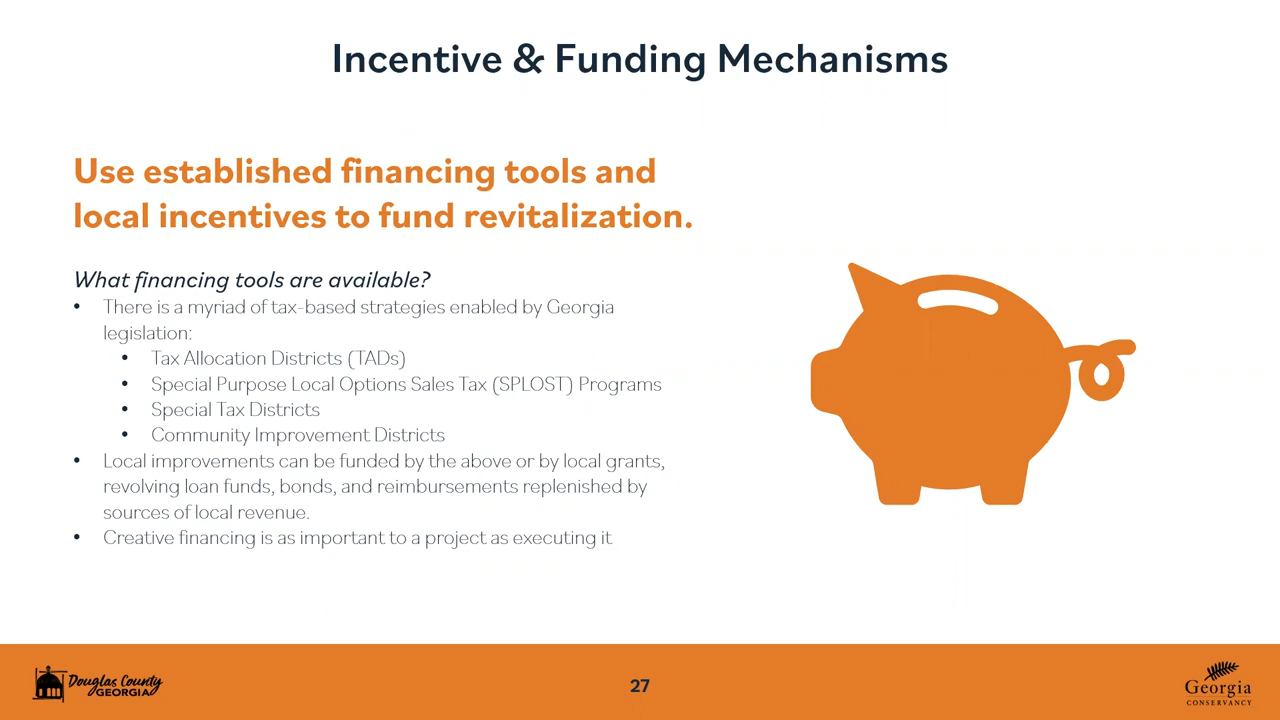 Incentive & Funding Mechanisms
Use established financing tools and
local incentives to fund revitalization.
What financing tools are available?
• There is a myriad of tax-based strategies enabled by Georgia
legislation:
• Tax Allocation Districts (TADs)
• Special Purpose Local Options Sales Tax (SPLOST) Programs
• Special Tax Districts
• Community Improvement Districts
• Local improvements can be funded by the above or by local grants,
revolving loan funds, bonds, and reimbursements replenished by
sources of local revenue.
• Creative financing is as important to a project as executing it
Douglas County
GEORGIA
27
Georgia
CONSERVANCY